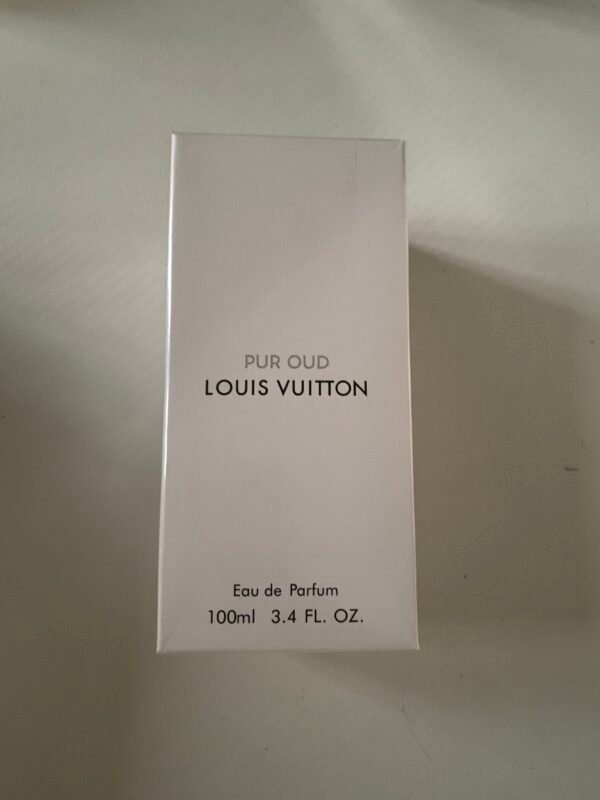 PUR OUD
LOUIS VUITTON
Eau de Parfum
100ml 3.4 FL. OZ.